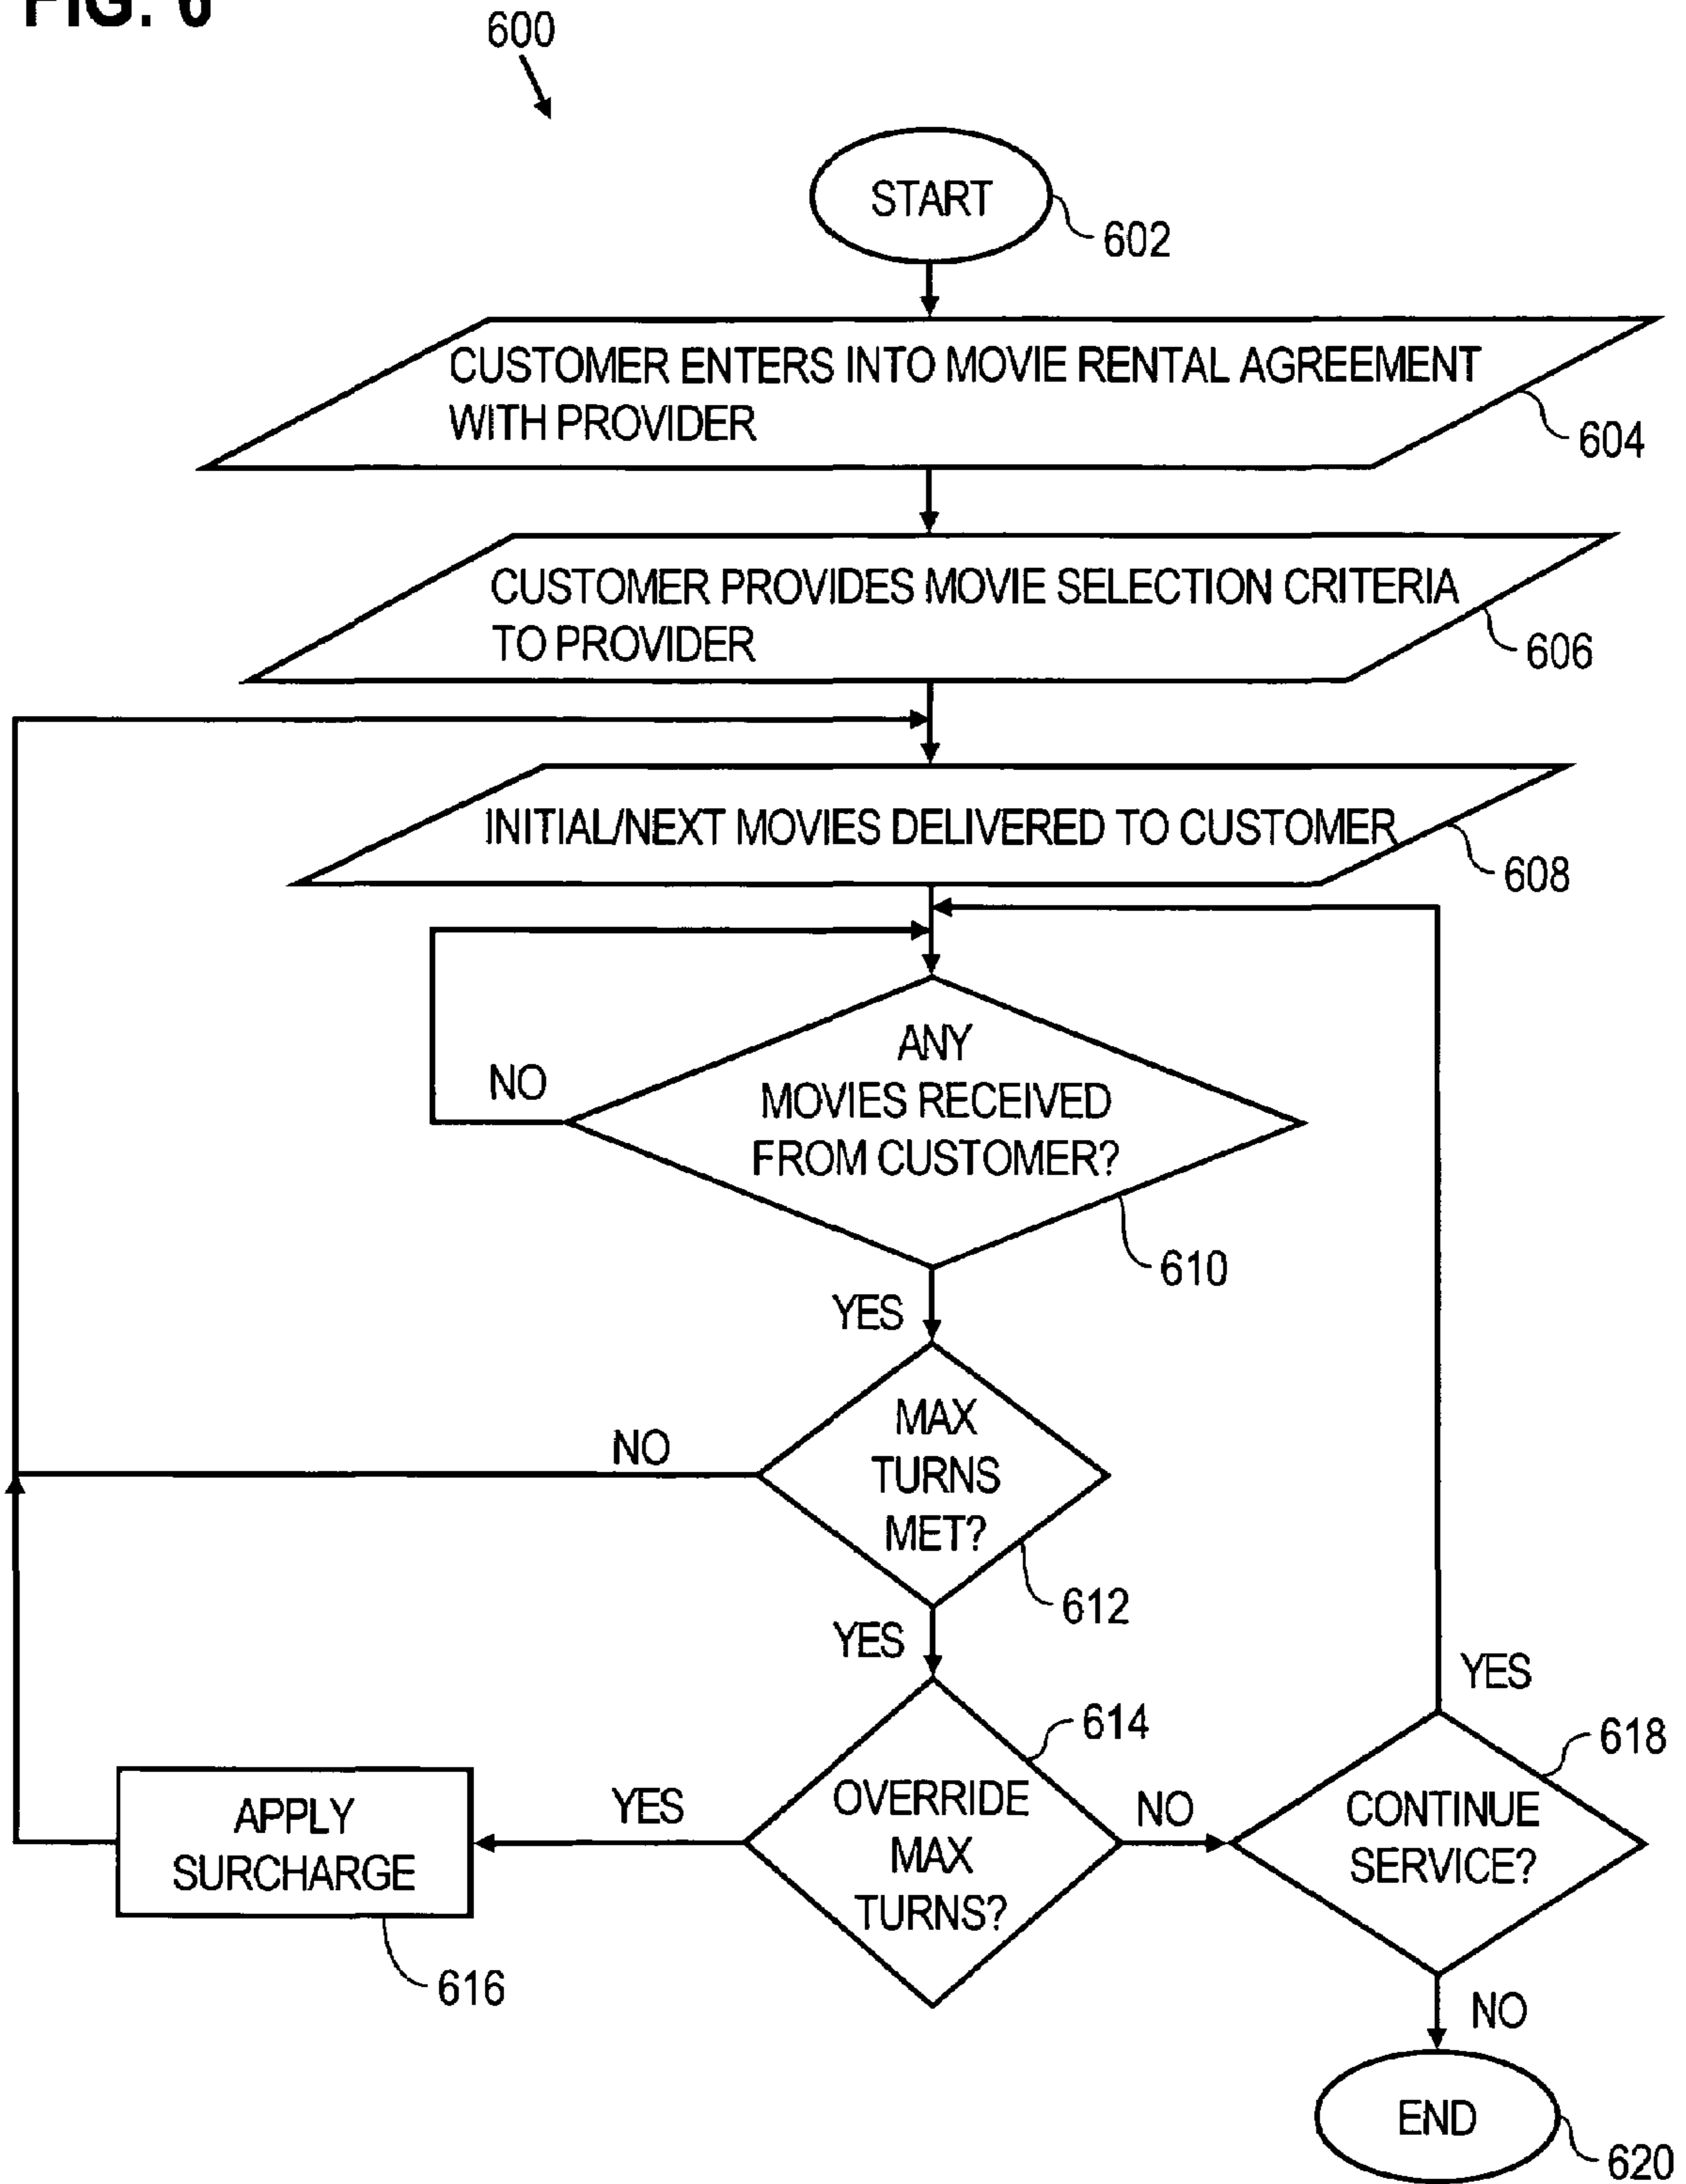 FIG. 6
600
START
602
CUSTOMER ENTERS INTO MOVIE RENTAL AGREEMENT
WITH PROVIDER
604
CUSTOMER PROVIDES MOVIE SELECTION CRITERIA
TO PROVIDER
606
INITIAL/NEXT MOVIES DELIVERED TO CUSTOMER
608
ANY
MOVIES RECEIVED
FROM CUSTOMER?
NO
610
YES
MAX
TURNS
MET?
NO
612
YES
614
OVERRIDE
MAX
TURNS?
YES
NO
APPLY
SURCHARGE
616
YES
618
CONTINUE
SERVICE?
NO
END
620